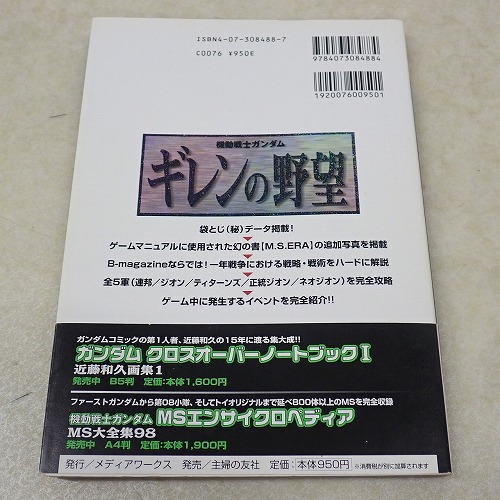 ISBN4-07-308488-7
C0076 ¥950E
9784073084884
1920076009501
機動戦士ガンダム
ギレンの野望
袋とじ(秘)データ掲載!
ゲームマニュアルに使用された幻の書【M.S.ERA】の追加写真を掲載
B-magazineならでは!一年戦争における戦略・戦術をハードに解説
全5軍(連邦/ジオン/ティターンズ/正統ジオン/ネオジオン)を完全攻略
ゲーム中に発生するイベントを完全紹介!!
ガンダムコミックの第1人者、近藤和久の15年に渡る集大成!!
ガンダム クロスオーバーノートブックⅠ
近藤和久画集1
発売中 B5判 定価:本体1,600円
ファーストガンダムから第08小隊、そしてトイオリジナルまで延べ800体以上のMSを完全収録
機動戦士ガンダム MSエンサイクロペディア
MS大全集98
発売中 A4判 定価:本体1,900円
発行/メディアワークス 発売/主婦の友社 定価:本体950円 ※消費税が別に加算されます